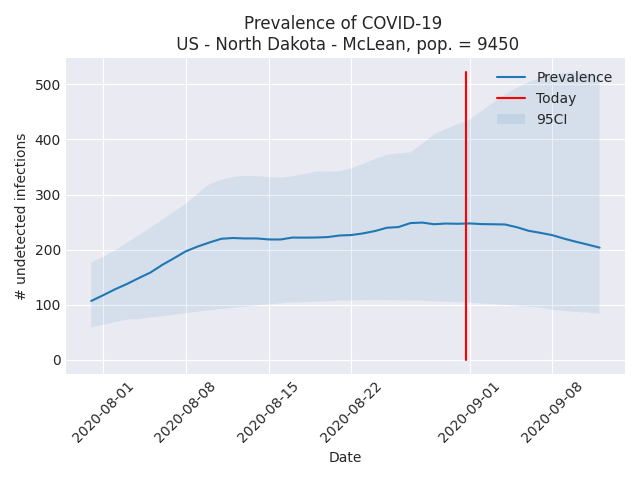 Prevalence of COVID-19
US - North Dakota - McLean, pop. = 9450
Prevalence
Today
95CI
# undetected infections
500
400
300
200
100
0
2020-08-01
2020-08-08
2020-08-15
2020-08-22
2020-09-01
2020-09-08
Date